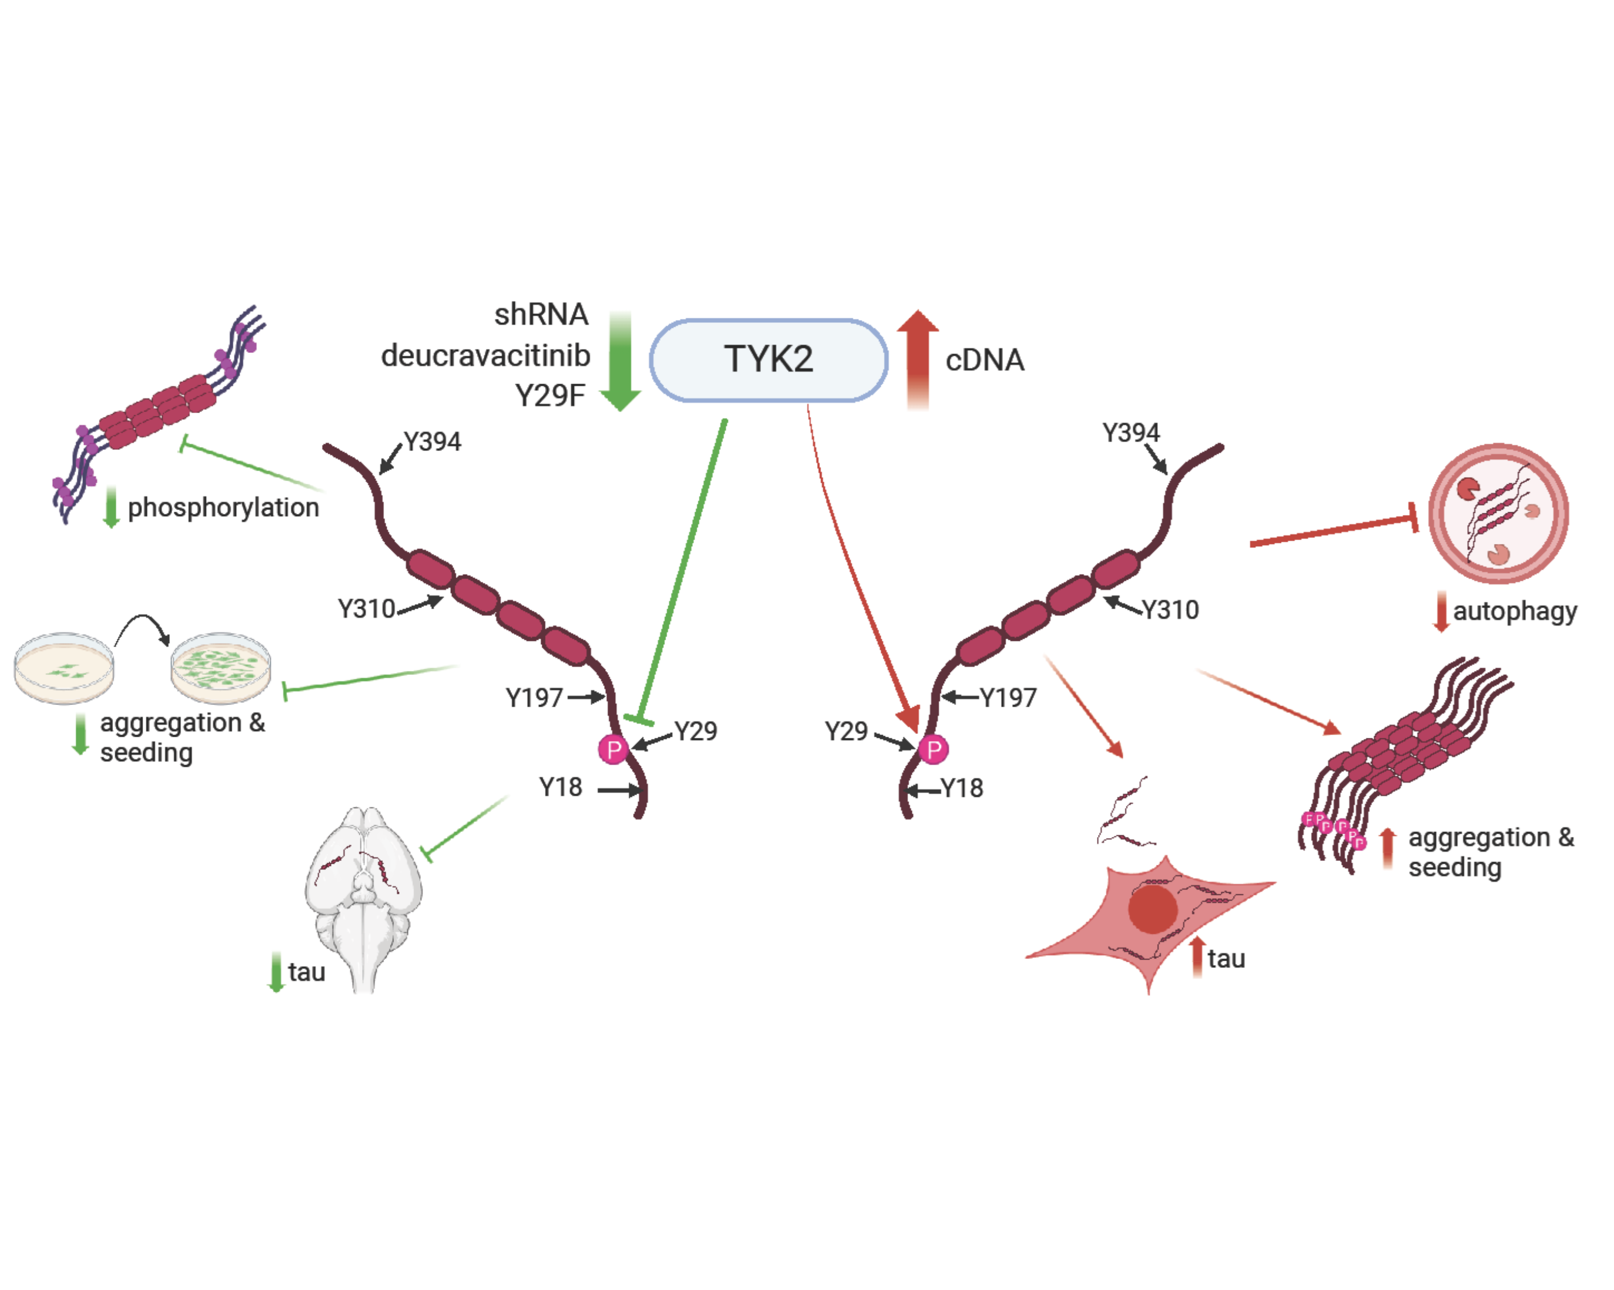 shRNA
deucravacitinib
Y29F
TYK2
cDNA
Y394
Y310
Y197
Y29
P
Y18
phosphorylation
aggregation &
seeding
tau
Y394
Y310
Y197
Y29
P
Y18
autophagy
aggregation &
seeding
P
P
P
P
P
tau